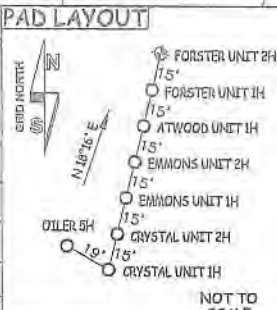 PAD LAYOUT
GRID NORTH
N
S
N 18°16' E
FORSTER UNIT 2H
15'
FORSTER UNIT 1H
15'
ATWOOD UNIT 1H
15'
EMMONS UNIT 2H
15'
EMMONS UNIT 1H
15'
OILER 5H
CRYSTAL UNIT 2H
19'
15'
CRYSTAL UNIT 1H
NOT TO